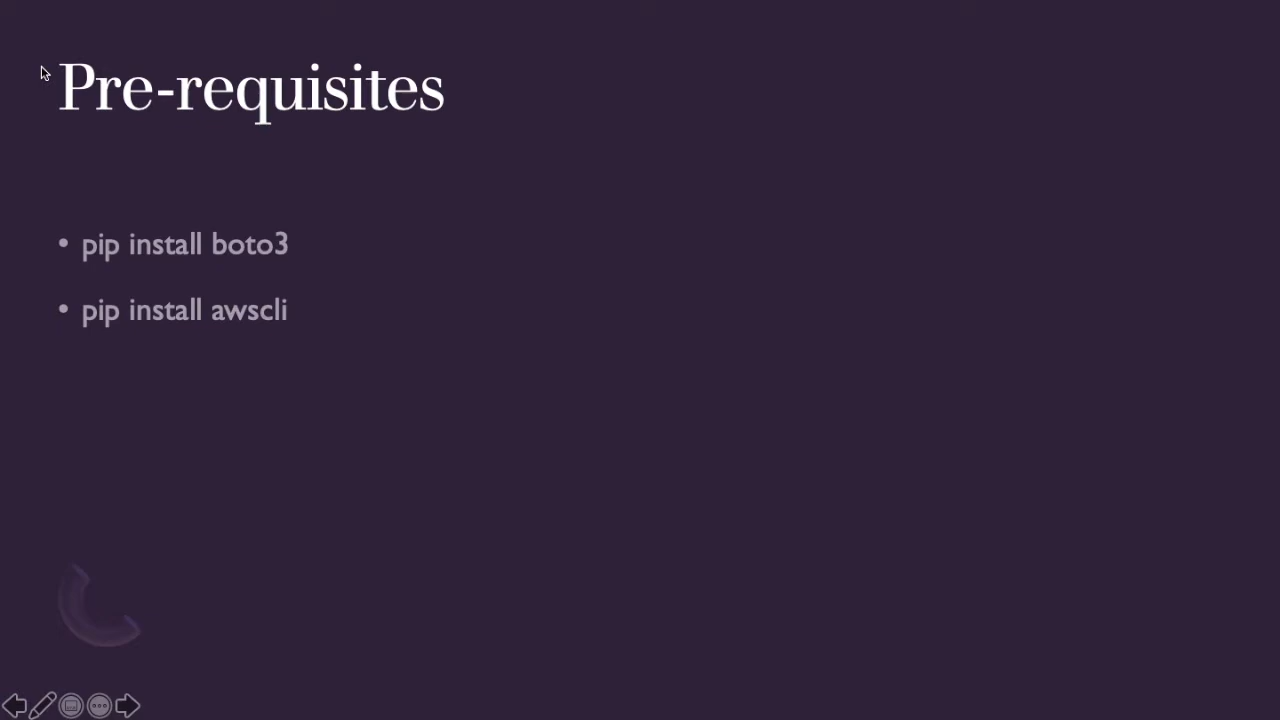 Pre-requisites
• pip install boto3
• pip install awscli